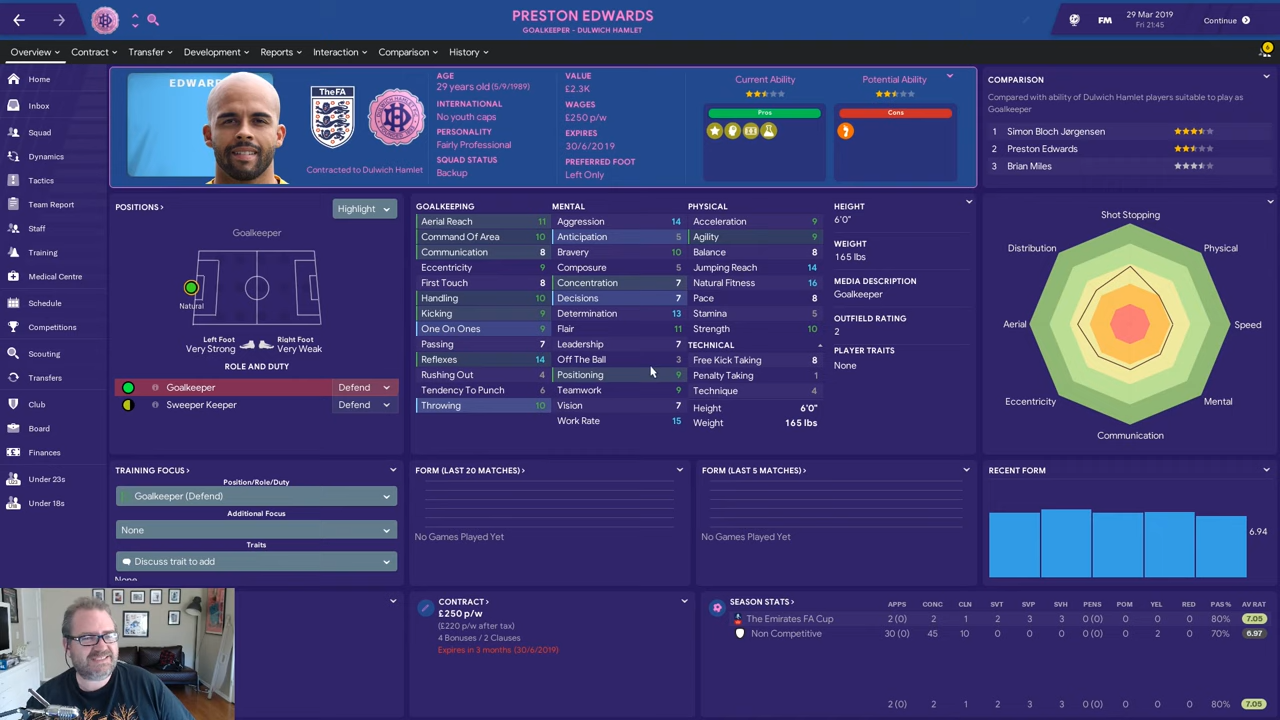 PRESTON EDWARDS
GOALKEEPER - DULWICH HAMLET
FM
29 Mar 2019
Fri 21:45
Continue
Overview
Contract
Transfer
Development
Reports
Interaction
Comparison
History
6
Home
Inbox
Squad
Dynamics
Tactics
Team Report
Staff
Training
Medical Centre
Schedule
Competitions
Scouting
Transfers
Club
Board
Finances
Under 23s
Under 18s
EDWAR
TheFA
Contracted to Dulwich Hamlet
AGE
29 years old (5/9/1989)
INTERNATIONAL
No youth caps
PERSONALITY
Fairly Professional
SQUAD STATUS
Backup
VALUE
£2.3K
WAGES
£250 p/w
EXPIRES
30/6/2019
PREFERRED FOOT
Left Only
Current Ability
Pros
Potential Ability
Cons
COMPARISON
Compared with ability of Dulwich Hamlet players suitable to play as
Goalkeeper
1 Simon Bloch Jørgensen
2 Preston Edwards
3 Brian Miles
POSITIONS
Highlight
Goalkeeper
Natural
Left Foot
Very Strong
Right Foot
Very Weak
ROLE AND DUTY
Goalkeeper Defend
Sweeper Keeper Defend
GOALKEEPING
Aerial Reach 11
Command Of Area 10
Communication 8
Eccentricity 9
First Touch 8
Handling 10
Kicking 9
One On Ones 9
Passing 7
Reflexes 14
Rushing Out 4
Tendency To Punch 6
Throwing 10
MENTAL
Aggression 14
Anticipation 5
Bravery 10
Composure 5
Concentration 7
Decisions 7
Determination 13
Flair 11
Leadership 7
Off The Ball 3
Positioning 9
Teamwork 9
Vision 7
Work Rate 15
PHYSICAL
Acceleration 9
Agility 9
Balance 8
Jumping Reach 14
Natural Fitness 16
Pace 8
Stamina 5
Strength 10
TECHNICAL
Free Kick Taking 8
Penalty Taking 1
Technique 4
Height 6'0"
Weight 165 lbs
HEIGHT
6'0"
WEIGHT
165 lbs
MEDIA DESCRIPTION
Goalkeeper
OUTFIELD RATING
2
PLAYER TRAITS
None
Shot Stopping
Physical
Speed
Mental
Communication
Eccentricity
Aerial
Distribution
TRAINING FOCUS
Position/Role/Duty
Goalkeeper (Defend)
Additional Focus
None
Traits
Discuss trait to add
None
FORM (LAST 20 MATCHES)
No Games Played Yet
FORM (LAST 5 MATCHES)
No Games Played Yet
RECENT FORM
6.94
CONTRACT
£250 p/w
(£220 p/w after tax)
4 Bonuses / 2 Clauses
Expires in 3 months (30/6/2019)
SEASON STATS APPS CONC CLN SVT SVP SVH PENS POM YEL RED PAS% AV RAT
The Emirates FA Cup 2 (0) 2 1 2 3 3 0 (0) 0 0 0 80% 7.05
Non Competitive 30 (0) 45 10 0 (0) 0 2 0 70% 6.97
2 (0) 2 1 2 3 3 0 (0) 0 0 0 80% 7.05